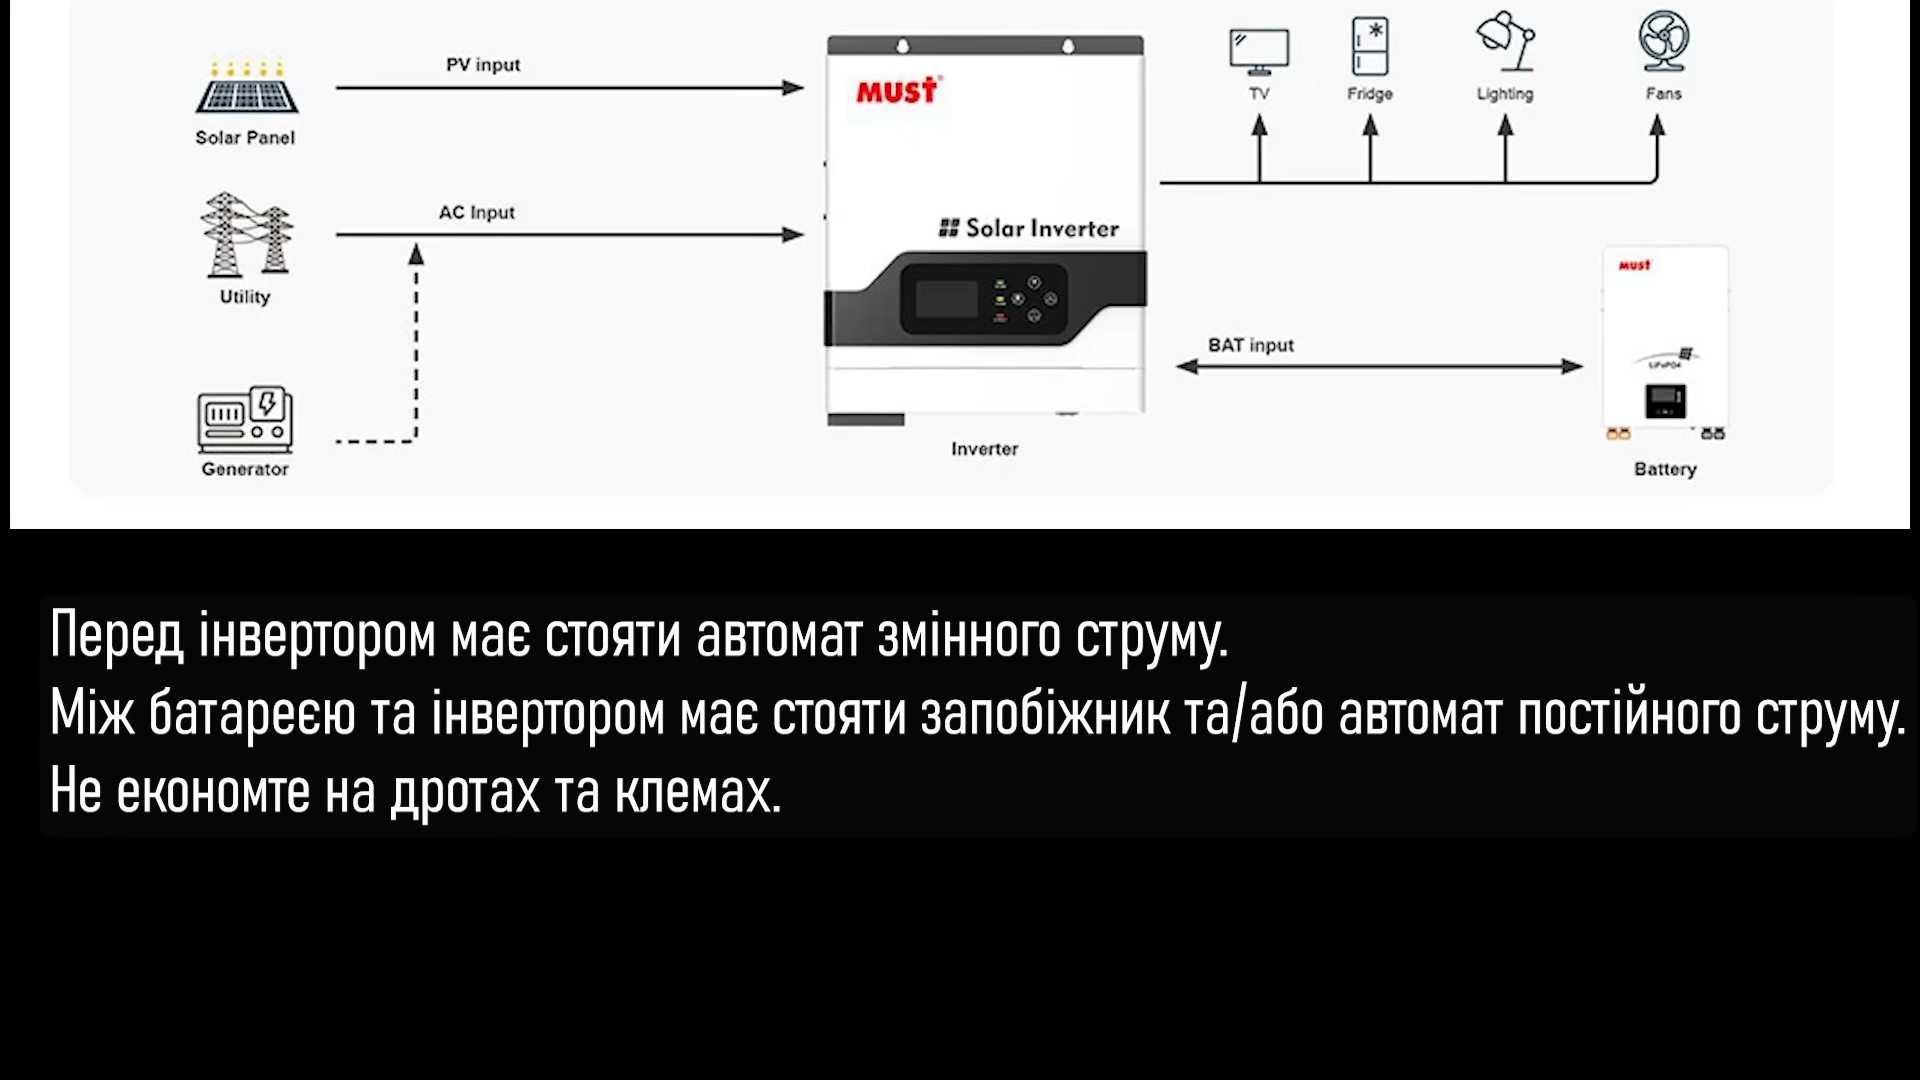 PV input
MUST
TV
Fridge
Lighting
Fans
Solar Panel
AC Input
Solar Inverter
MUST
Utility
BAT input
LiFePO4
Inverter
Generator
Battery
Перед інвертором має стояти автомат змінного струму.
Між батареєю та інвертором має стояти запобіжник та/або автомат постійного струму.
Не економте на дротах та клемах.